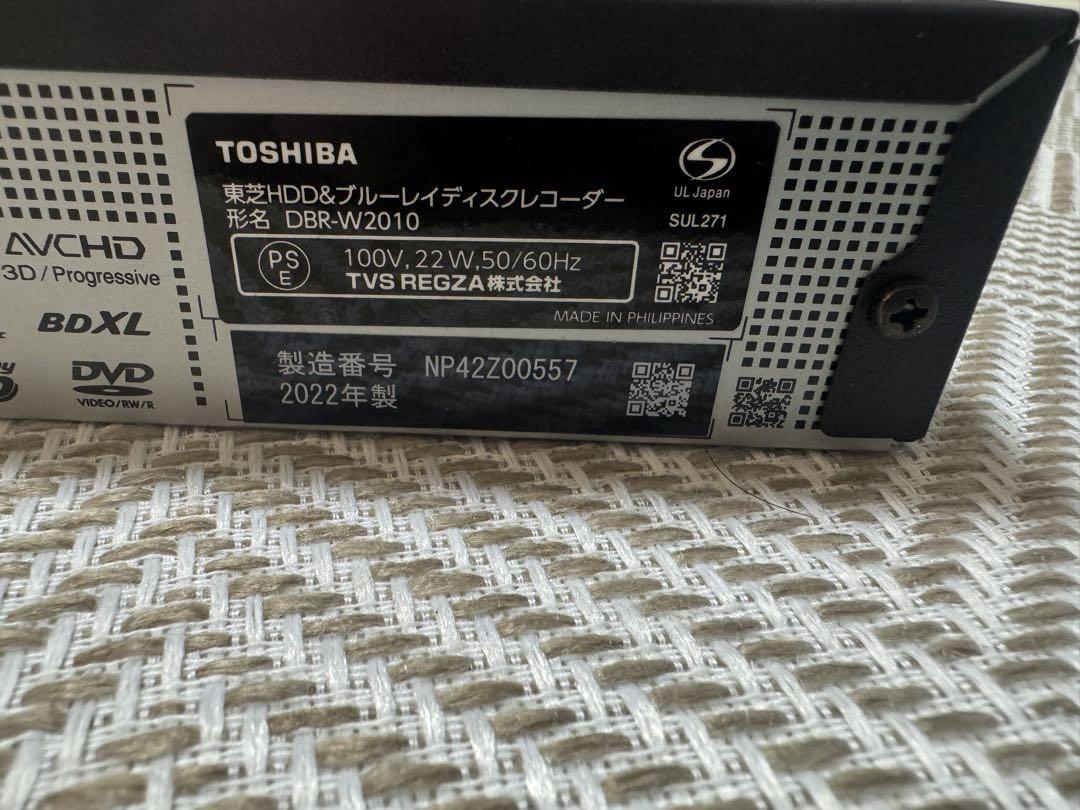 TOSHIBA
東芝HDD&ブルーレイディスクレコーダー
形名 DBR-W2010
PS
E
100V, 22W, 50/60Hz
TVS REGZA株式会社
MADE IN PHILIPPINES
UL Japan
SUL271
製造番号 NP42Z00557
2022年製
AVCHD
3D / Progressive
BDXL
DVD
VIDEO/RW/R